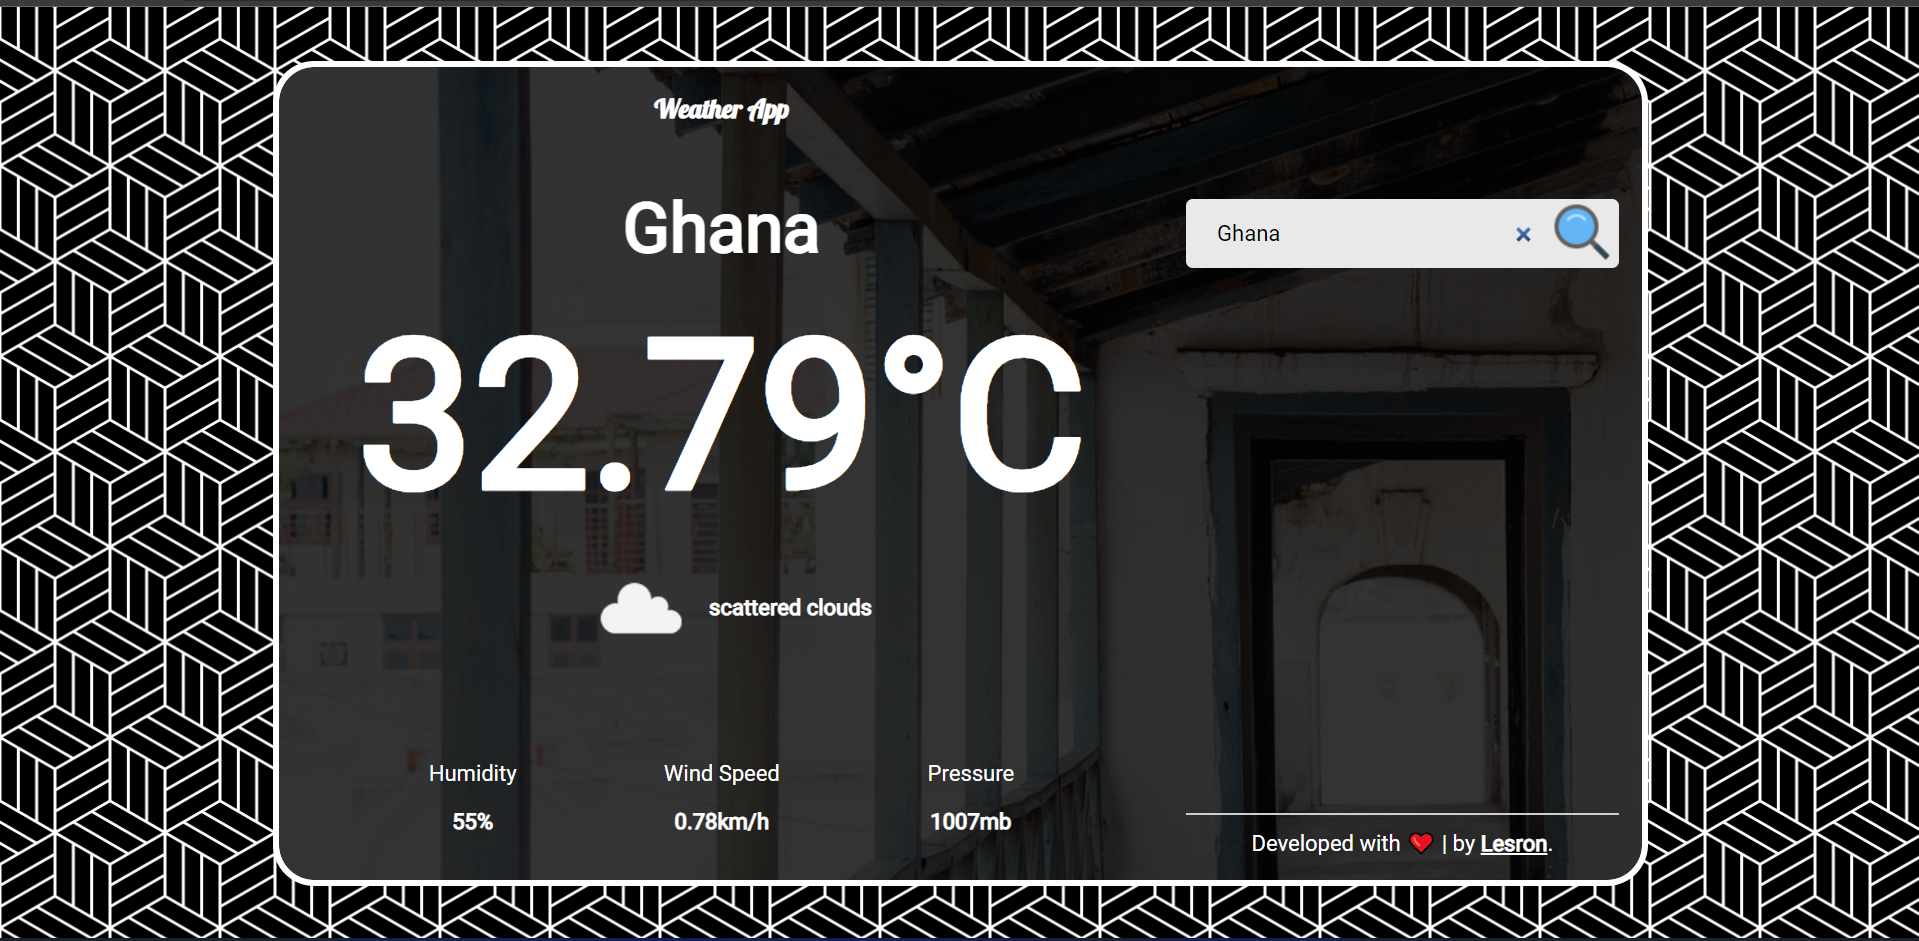 Weather App
Ghana
Ghana
32.79°C
scattered clouds
Humidity
55%
Wind Speed
0.78km/h
Pressure
1007mb
Developed with ❤️ | by Lesron.